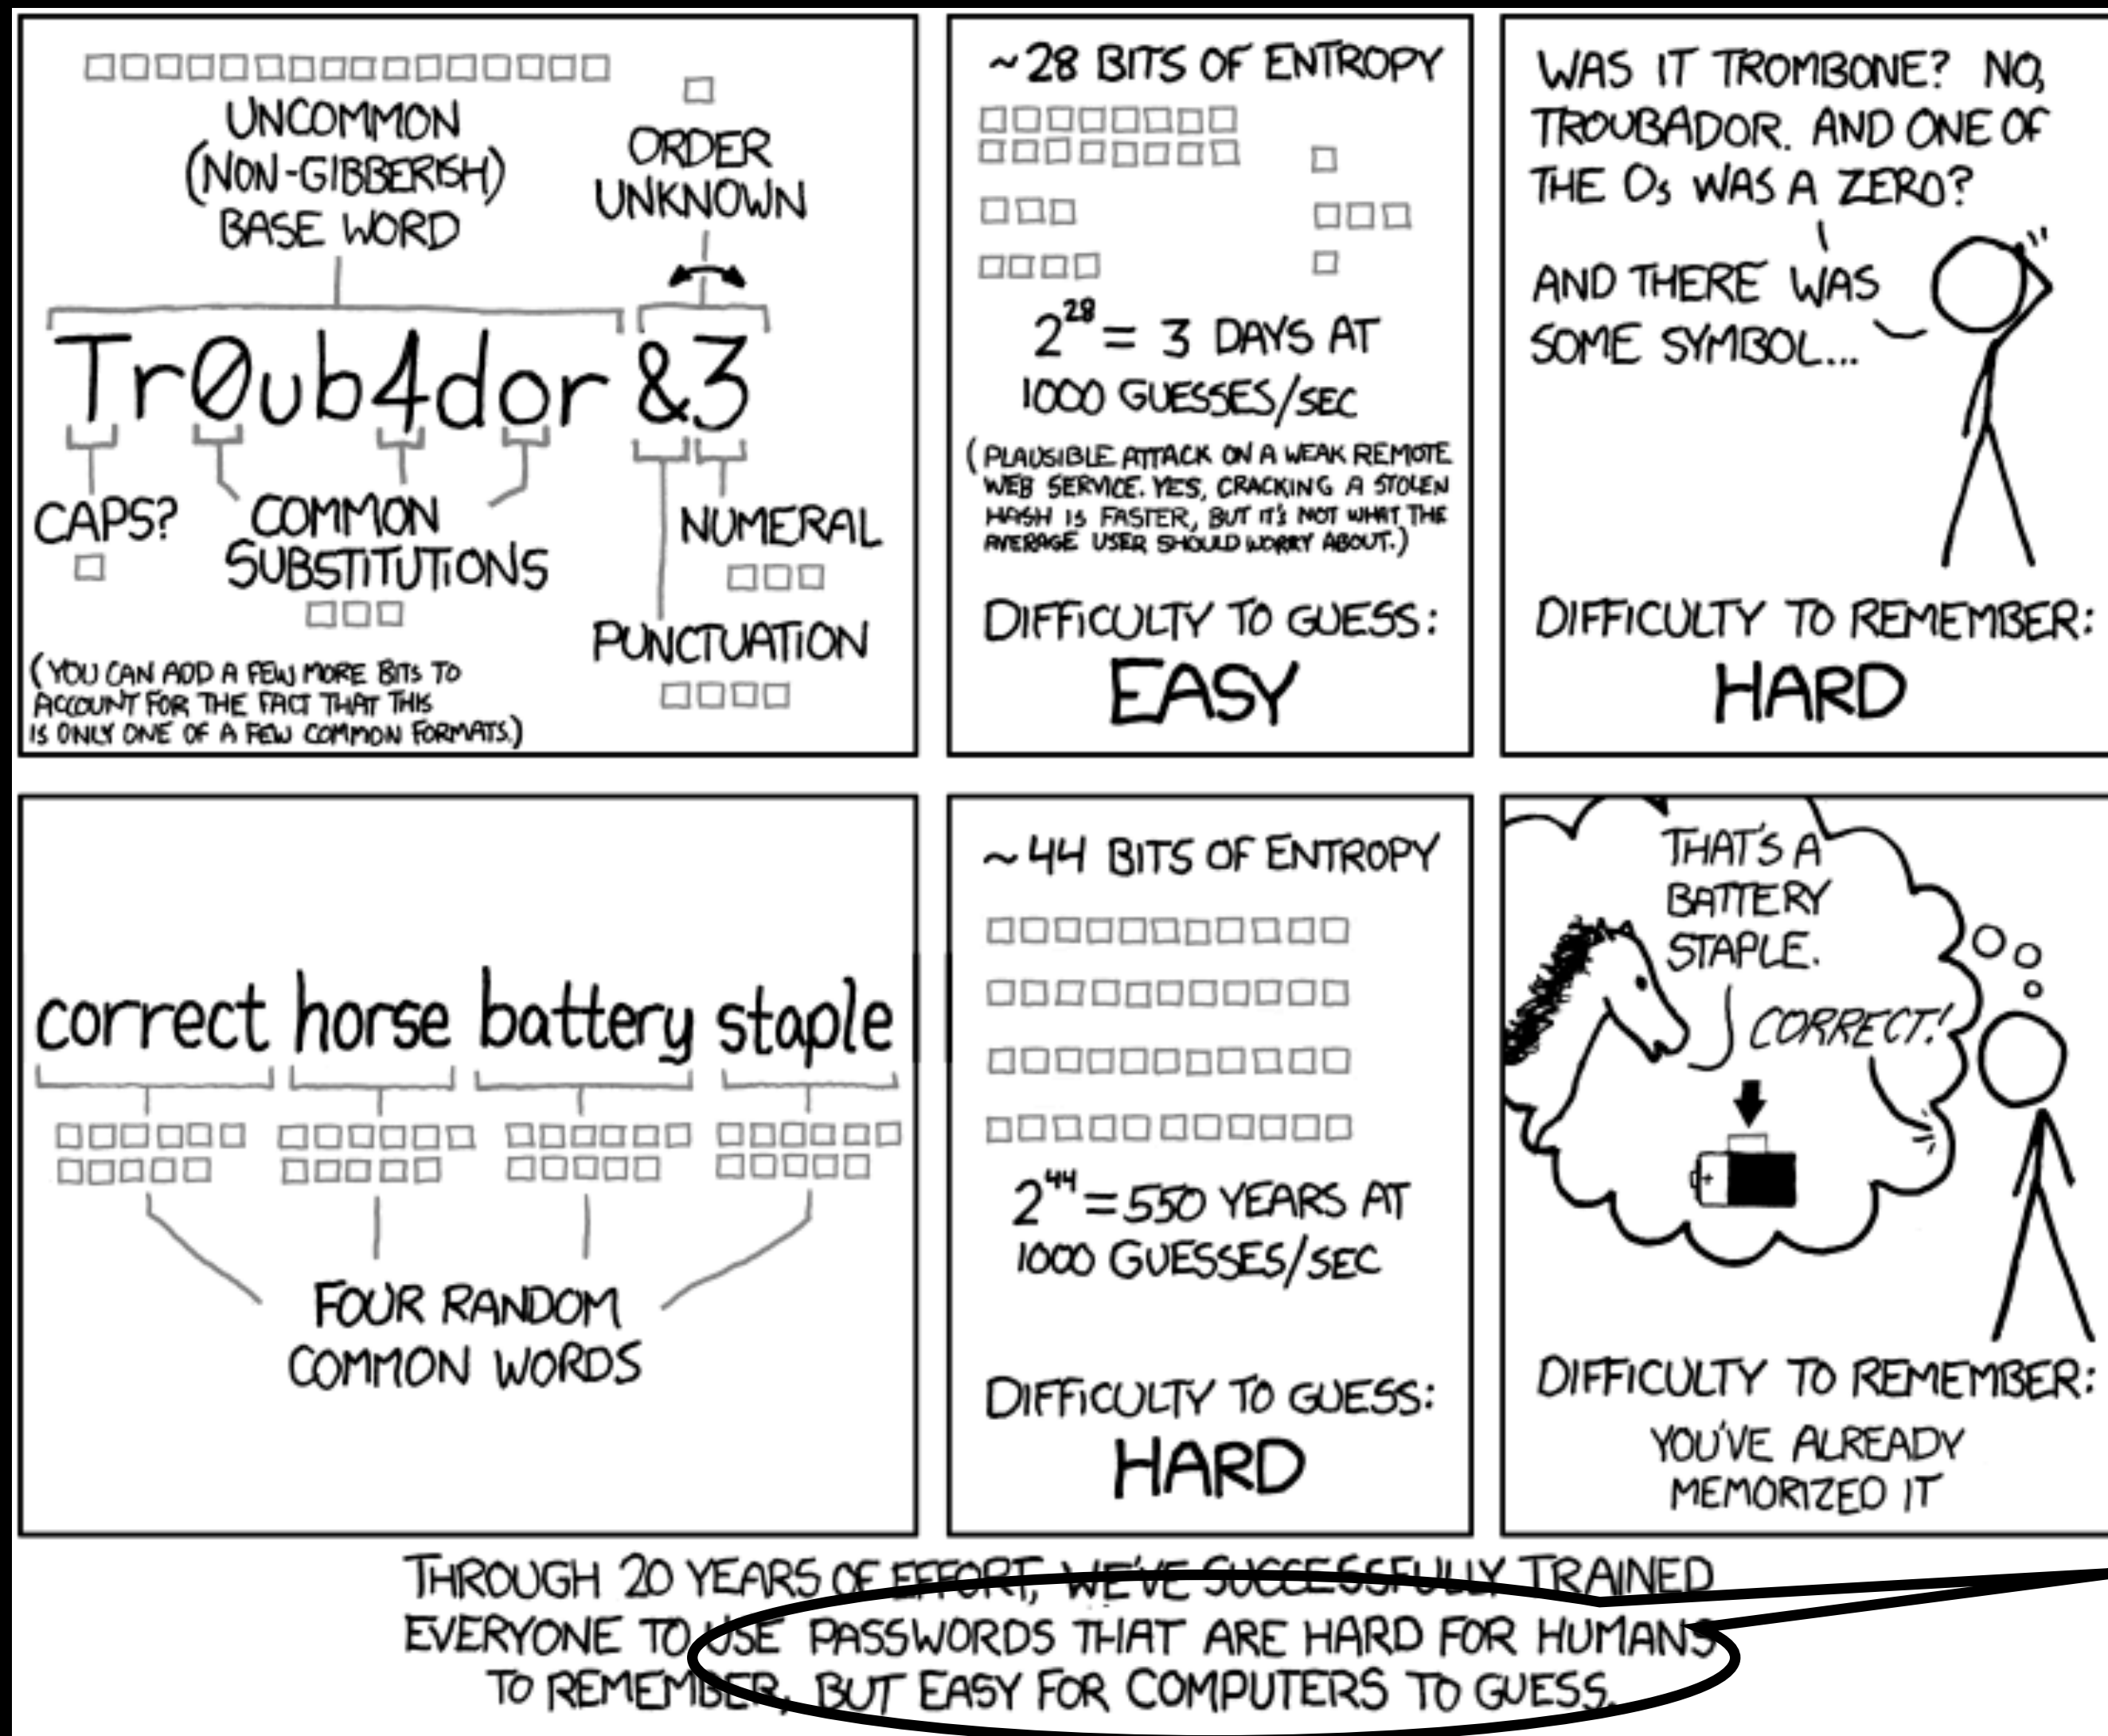 UNCOMMON
(NON-GIBBERISH)
BASE WORD
ORDER
UNKNOWN
Tr0ub4dor &3
CAPS?
COMMON
SUBSTITUTIONS
NUMERAL
PUNCTUATION
(YOU CAN ADD A FEW MORE BITS TO
ACCOUNT FOR THE FACT THAT THIS
IS ONLY ONE OF A FEW COMMON FORMATS.)
~28 BITS OF ENTROPY
2^28 = 3 DAYS AT
1000 GUESSES/SEC
(PLAUSIBLE ATTACK ON A WEAK REMOTE
WEB SERVICE. YES, CRACKING A STOLEN
HASH IS FASTER, BUT IT'S NOT WHAT THE
AVERAGE USER SHOULD WORRY ABOUT.)
DIFFICULTY TO GUESS:
EASY
WAS IT TROMBONE? NO,
TROUBADOR. AND ONE OF
THE Os WAS A ZERO?
AND THERE WAS
SOME SYMBOL...
DIFFICULTY TO REMEMBER:
HARD
correct horse battery staple
FOUR RANDOM
COMMON WORDS
~44 BITS OF ENTROPY
2^44 = 550 YEARS AT
1000 GUESSES/SEC
DIFFICULTY TO GUESS:
HARD
THAT'S A
BATTERY
STAPLE.
CORRECT!
+
DIFFICULTY TO REMEMBER:
YOU'VE ALREADY
MEMORIZED IT
THROUGH 20 YEARS OF EFFORT, WE'VE SUCCESSFULLY TRAINED
EVERYONE TO USE PASSWORDS THAT ARE HARD FOR HUMANS
TO REMEMBER, BUT EASY FOR COMPUTERS TO GUESS.